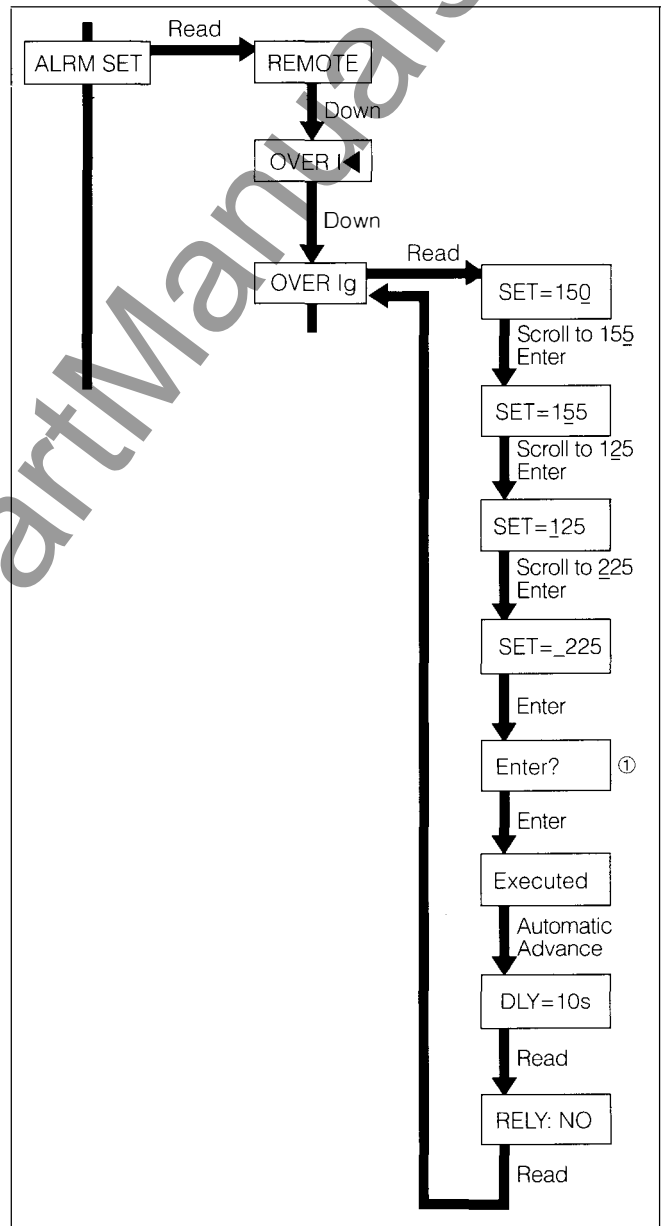 Read
ALRM SET
REMOTE
Down
OVER I◀
Down
OVER Ig
Read
SET=150
Scroll to 155
Enter
SET=155
Scroll to 125
Enter
SET=125
Scroll to 225
Enter
SET=_225
Enter
Enter? ①
Enter
Executed
Automatic
Advance
DLY=10s
Read
RELY: NO
Read
artManuals